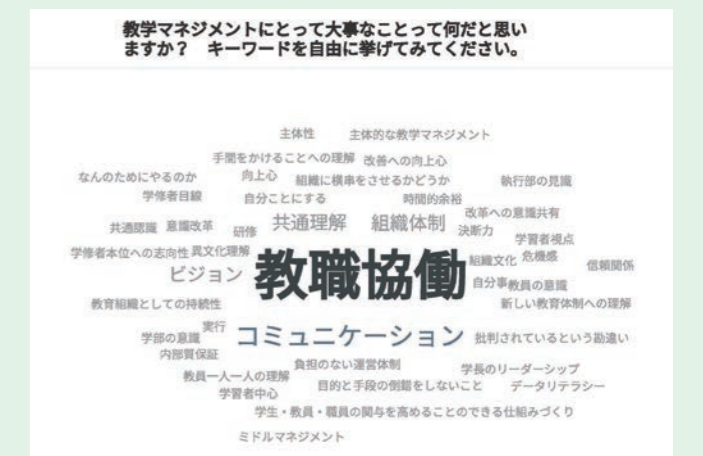 教学マネジメントにとって大事なことって何だと思い
ますか？　キーワードを自由に挙げてみてください。
主体性
主体的な教学マネジメント
手間をかけることへの理解
改善への向上心
なんのためにやるのか
向上心
組織に横串をさせるかどうか
執行部の見識
学修者目線
自分ことにする
時間的余裕
改革への意識共有
共通認識
意識改革
研修
共通理解
組織体制
決断力
学習者視点
学修者本位への志向性
異文化理解
教職協働
組織文化
危機感
信頼関係
ビジョン
自分事
教員の意識
教育組織としての持続性
新しい教育体制への理解
実行
学部の意識
コミュニケーション
批判されているという勘違い
内部質保証
負担のない運営体制
学長のリーダーシップ
教員一人一人の理解
目的と手段の倒錯をしないこと
データリテラシー
学習者中心
学生・教員・職員の関与を高めることのできる仕組みづくり
ミドルマネジメント